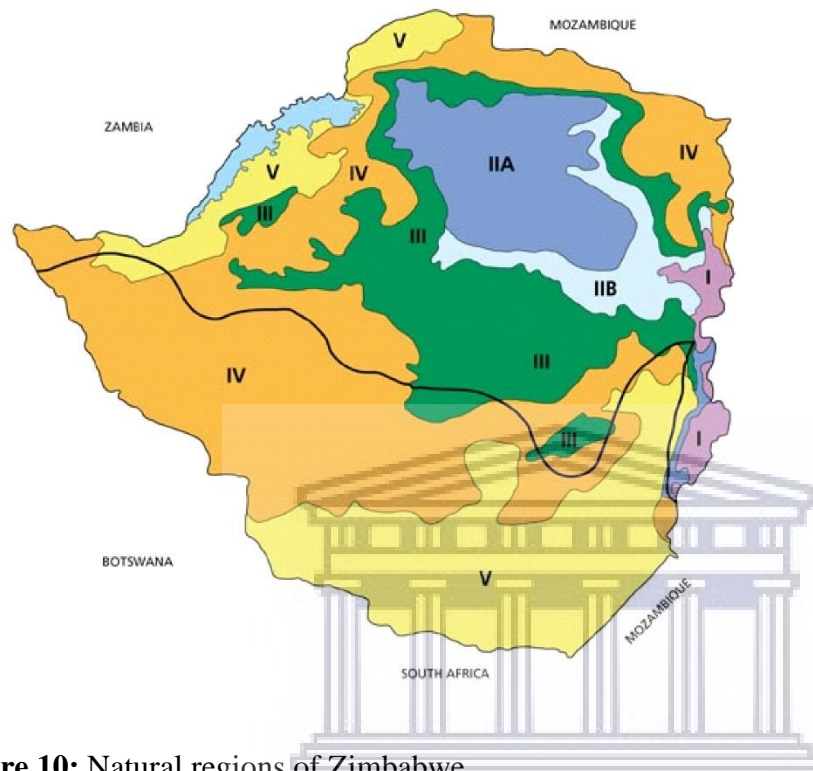 MOZAMBIQUE
V
ZAMBIA
IIA
IV
V
IV
III
III
I
IIB
III
IV
III
I
V
BOTSWANA
MOZAMBIQUE
SOUTH AFRICA
re 10: Natural regions of Zimbabwe